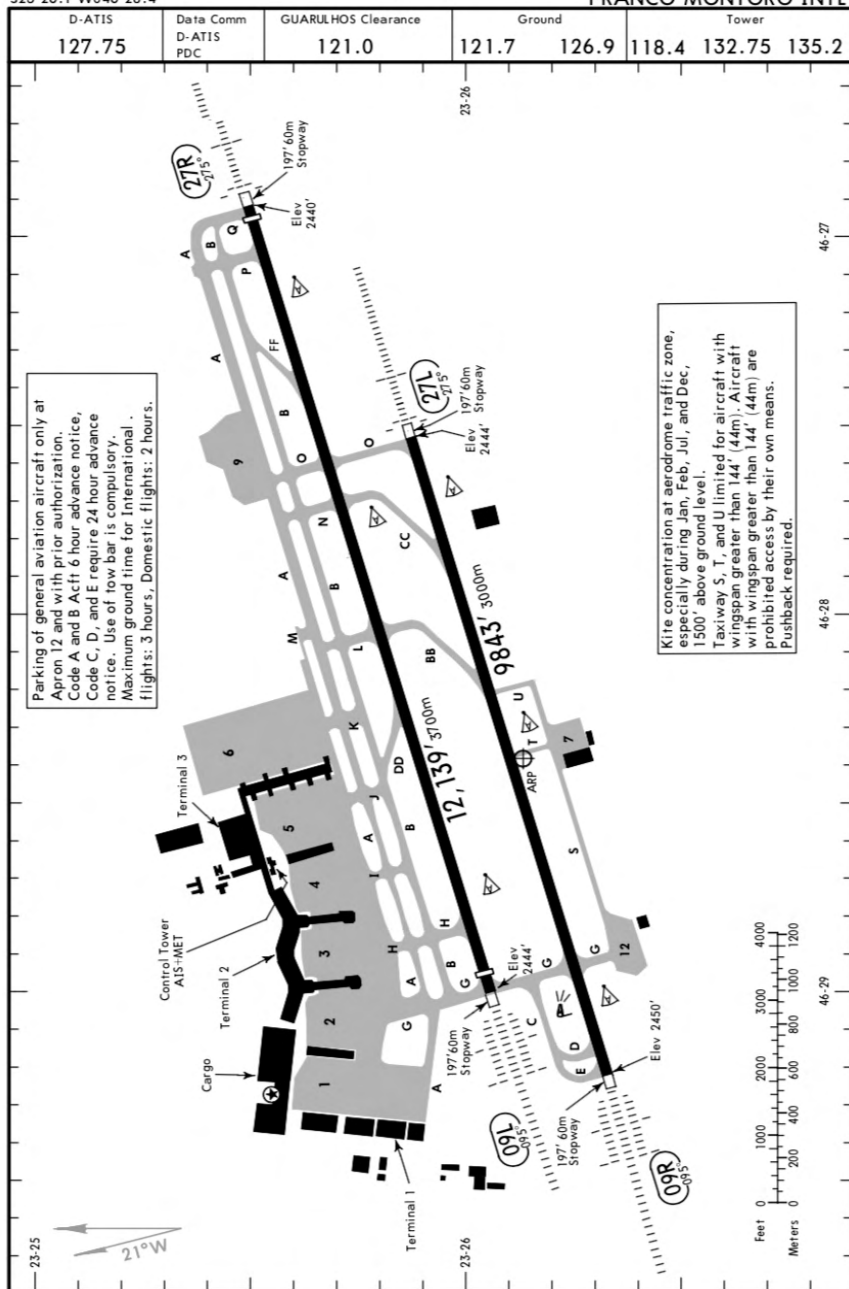 D-ATIS
127.75
Data Comm
D-ATIS
PDC
GUARULHOS Clearance
121.0
Ground
121.7 126.9
Tower
118.4 132.75 135.2
23-26
27R
275°
197'60m
Stopway
Elev
2440'
46-27
A
B
Q
P
A
FF
B
O
O
9
27L
275°
197'60m
Stopway
Elev
2444'
Parking of general aviation aircraft only at
Apron 12 and with prior authorization.
Code A and B Acft 6 hour advance notice,
Code C, D, and E require 24 hour advance
notice. Use of tow bar is compulsory.
Maximum ground time for International
flights: 3 hours, Domestic flights: 2 hours.
Kite concentration at aerodrome traffic zone,
especially during Jan, Feb, Jul, and Dec,
1500' above ground level.
Taxiway S, T, and U limited for aircraft with
wingspan greater than 144' (44m). Aircraft
with wingspan greater than 144' (44m) are
prohibited access by their own means.
Pushback required.
A
N
B
CC
M
L
BB
9843' 3000m
46-28
K
6
DD
12,139' 3700m
U
T
7
ARP
Terminal 3
J
5
A
B
I
4
S
Control Tower
AIS+MET
H
H
3
B
A
G
Terminal 2
2
G
Elev
2444'
G
G
12
C
46-29
197'60m
Stopway
D
E
Elev 2450'
Cargo
1
A
09L
095°
197' 60m
Stopway
09R
095°
Terminal 1
Feet 0 1000 2000 3000 4000
Meters 0 200 400 600 800 1000 1200
21°W
23-25
23-26